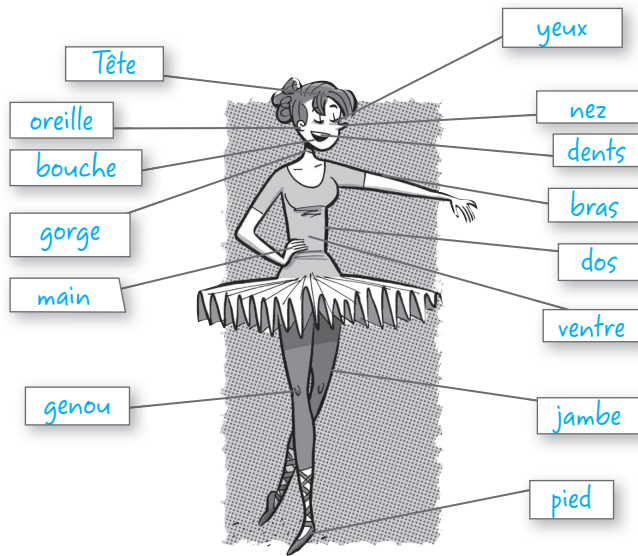 yeux
Tête
nez
oreille
dents
bouche
bras
gorge
dos
main
ventre
genou
jambe
pied